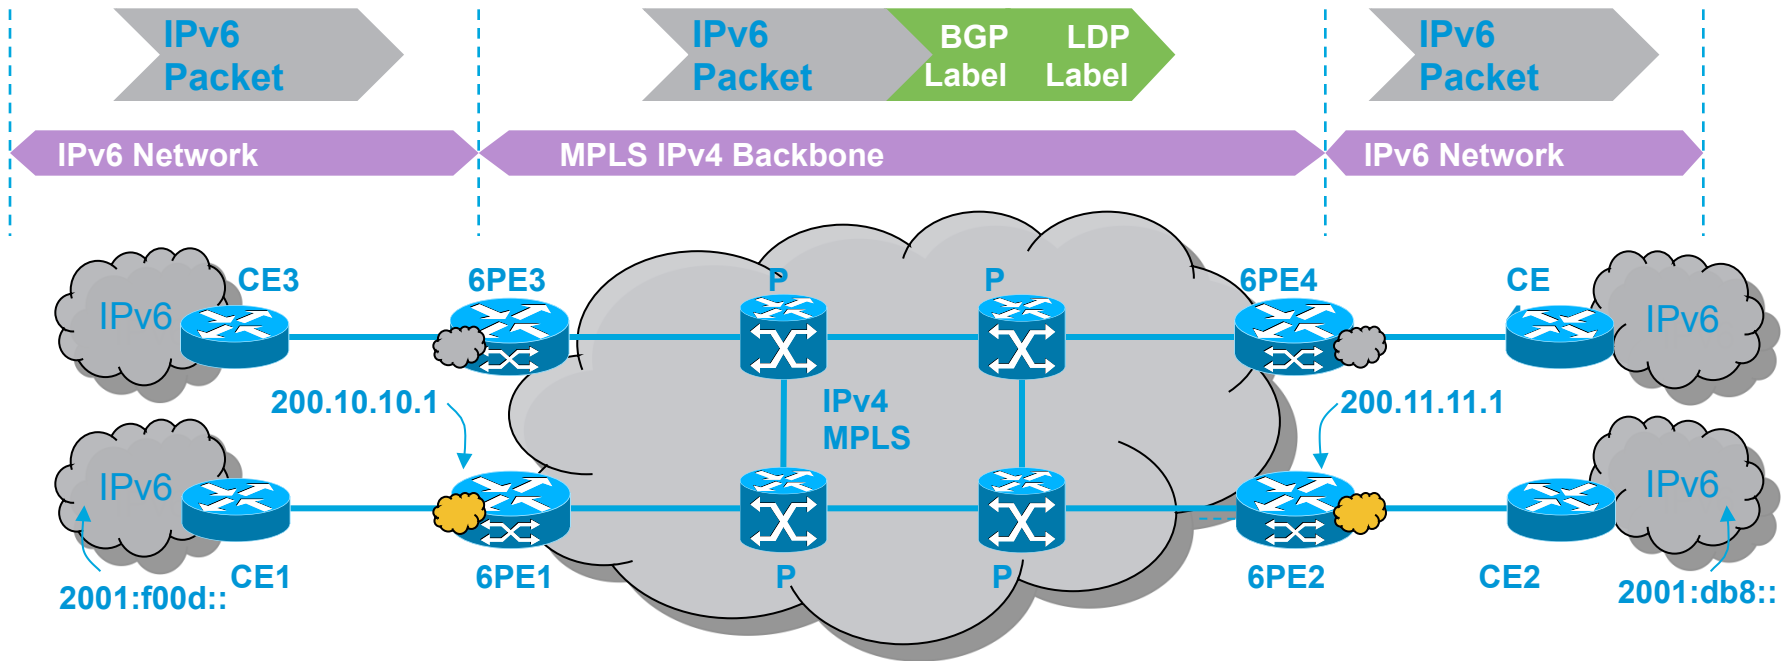 IPv6
Packet
IPv6
Packet
BGP
Label
LDP
Label
IPv6
Packet
IPv6 Network
MPLS IPv4 Backbone
IPv6 Network
CE3
6PE3
P
P
6PE4
CE
IPv6
IPv6
200.10.10.1
IPv4
MPLS
200.11.11.1
IPv6
IPv6
2001:f00d::
CE1
6PE1
P
P
6PE2
CE2
2001:db8::